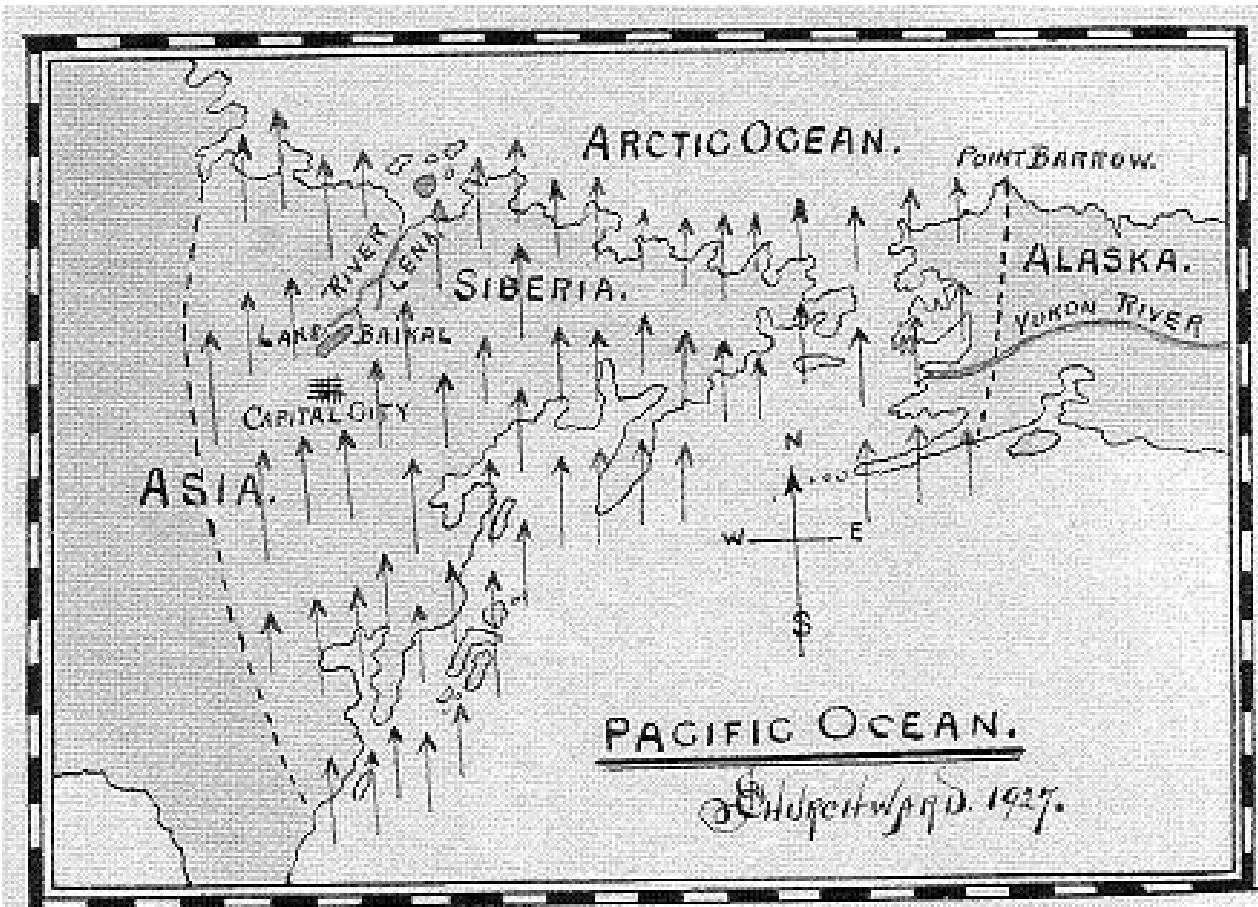 ARCTIC OCEAN.
POINT BARROW.
RIVER
LENA
SIBERIA.
ALASKA.
LAKE BAIKAL
YUKON RIVER
CAPITAL CITY
ASIA.
N
W E
S
PACIFIC OCEAN.
CHURCHWARD. 1927.